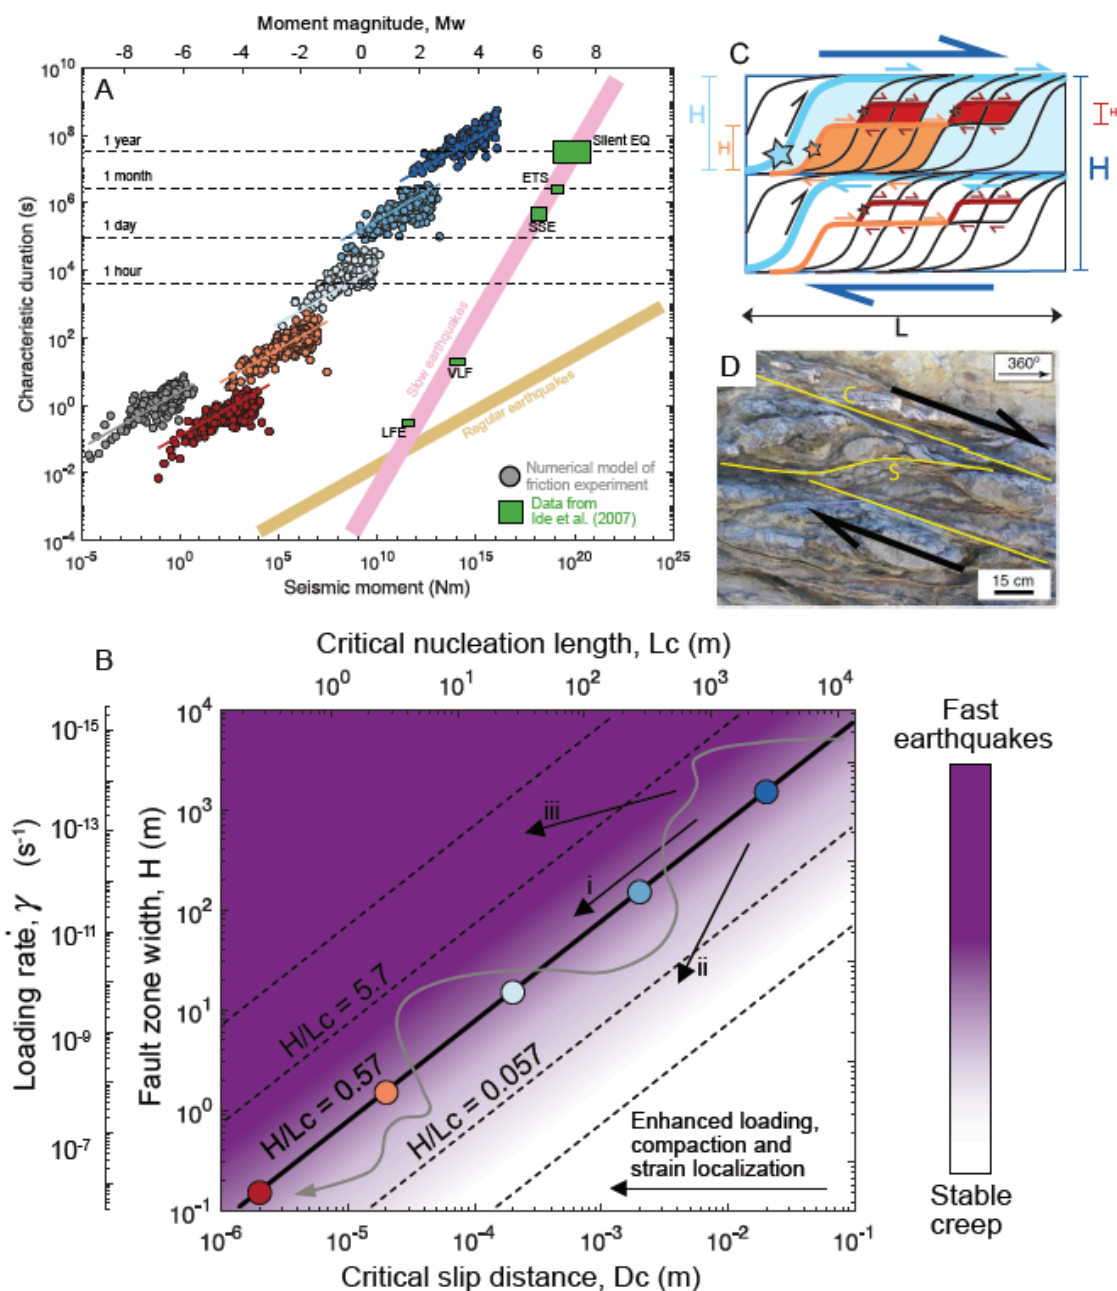 Moment magnitude, Mw
-8 -6 -4 -2 0 2 4 6 8
A
Characteristic duration (s)
10^10
10^8
10^6
10^4
10^2
10^0
10^-2
10^-4
1 year
1 month
1 day
1 hour
Silent EQ
ETS
SSE
VLF
LFE
Slow earthquakes
Regular earthquakes
Numerical model of
friction experiment
Data from
Ide et al. (2007)
10^-5 10^0 10^5 10^10 10^15 10^20 10^25
Seismic moment (Nm)
C
H
H
H
H
L
D
360⁰
C
S
15 cm
B
Critical nucleation length, Lc (m)
10^0 10^1 10^2 10^3 10^4
Loading rate, γ̇ (s^-1)
10^-15
10^-13
10^-11
10^-9
10^-7
Fault zone width, H (m)
10^4
10^3
10^2
10^1
10^0
10^-1
iii
i
ii
H/Lc = 5.7
H/Lc = 0.57
H/Lc = 0.057
Enhanced loading,
compaction and
strain localization
10^-6 10^-5 10^-4 10^-3 10^-2 10^-1
Critical slip distance, Dc (m)
Fast
earthquakes
Stable
creep